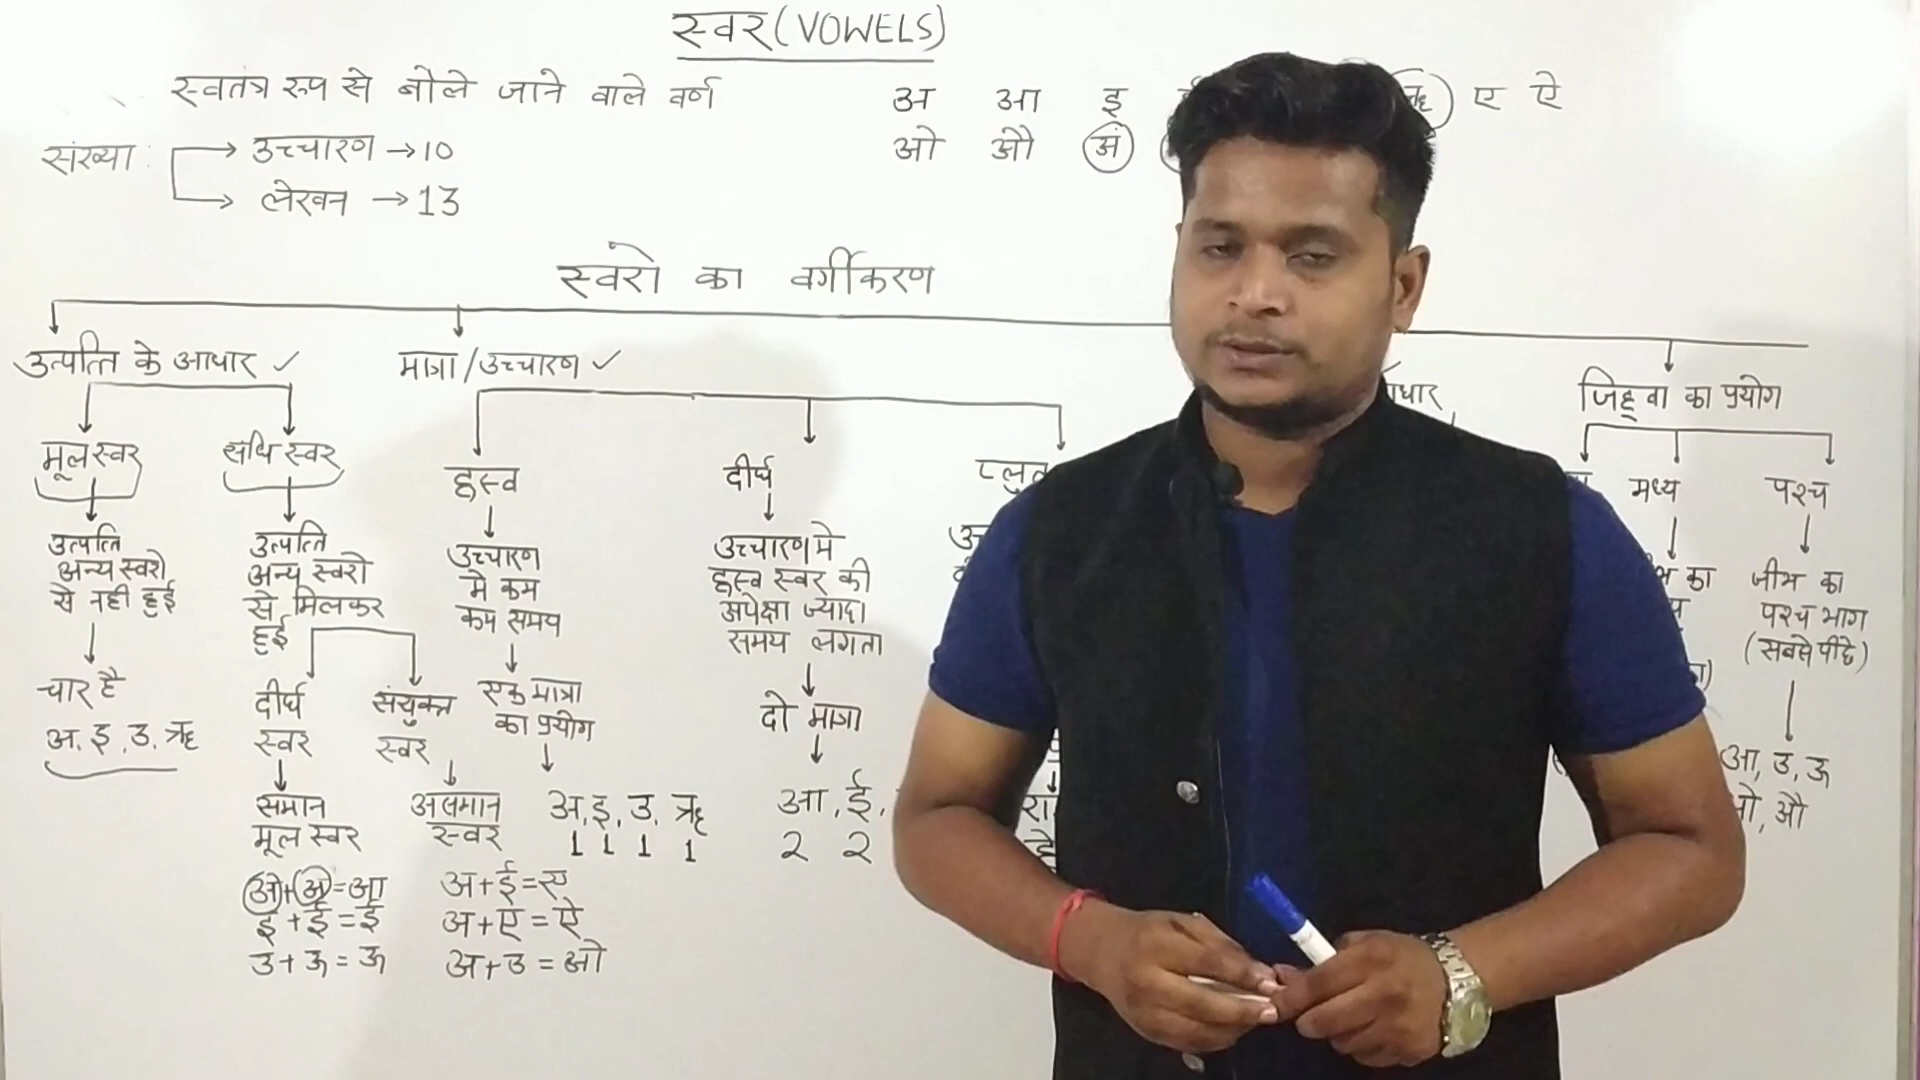 स्वर (VOWELS)
स्वतंत्र रुप से बोले जाने वाले वर्ण
अ आ इ ए ऐ
ओ औ अं
संख्या :
उच्चारण → 10
लेखन → 13
स्वरो का वर्गीकरण
उत्पत्ति के आधार ✓
मूल स्वर
उत्पति
अन्य स्वरो
से नही हुई
चार है
अ, इ, उ, ऋ
संधि स्वर
उत्पति
अन्य स्वरो
से मिलकर
हुई
दीर्घ
स्वर
समान
मूल स्वर
अ+अ=आ
इ+ई=ई
उ+ऊ=ऊ
संयुक्त
स्वर
असमान
स्वर
अ+ई=ए
अ+ए=ऐ
अ+उ=ओ
मात्रा/उच्चारण ✓
ह्रस्व
उच्चारण
मे कम
कम समय
एक मात्रा
का प्रयोग
अ, इ, उ, ऋ
1 1 1 1
दीर्घ
उच्चारण मे
ह्रस्व स्वर की
अपेक्षा ज्यादा
समय लगता
दो मात्रा
आ, ई,
2 2
जिह्वा का प्रयोग
मध्य
का
पश्च
जीभ का
पश्च भाग
(सबसे पीछे)
आ, उ, ऊ
ओ, औ